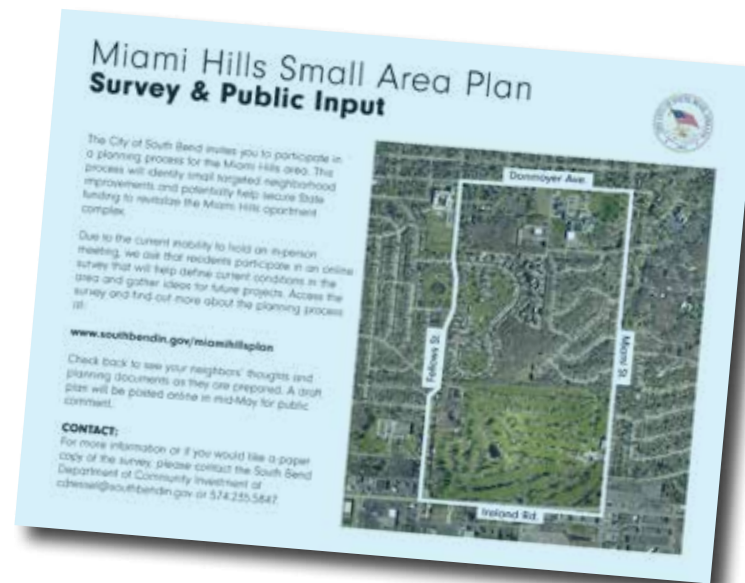 Miami Hills Small Area Plan
Survey & Public Input
The City of South Bend invites you to participate in
a planning process for the Miami Hills area. This
process will identify small targeted neighborhood
improvements and potentially help secure State
funding to revitalize the Miami Hills apartment
complex.
Due to the current inability to hold an in-person
meeting, we ask that residents participate in an online
survey that will help define current conditions in the
area and gather ideas for future projects. Access the
survey and find out more about the planning process
at:
www.southbendin.gov/miamihillsplan
Check back to see your neighbors' thoughts and
planning documents as they are prepared. A draft
plan will be posted online in mid-May for public
comment.
CONTACT:
For more information or if you would like a paper
copy of the survey, please contact the South Bend
Department of Community Investment at
cdressel@southbendin.gov or 574.235.5847.
Donmoyer Ave.
Fellows St.
Miami St.
Ireland Rd.